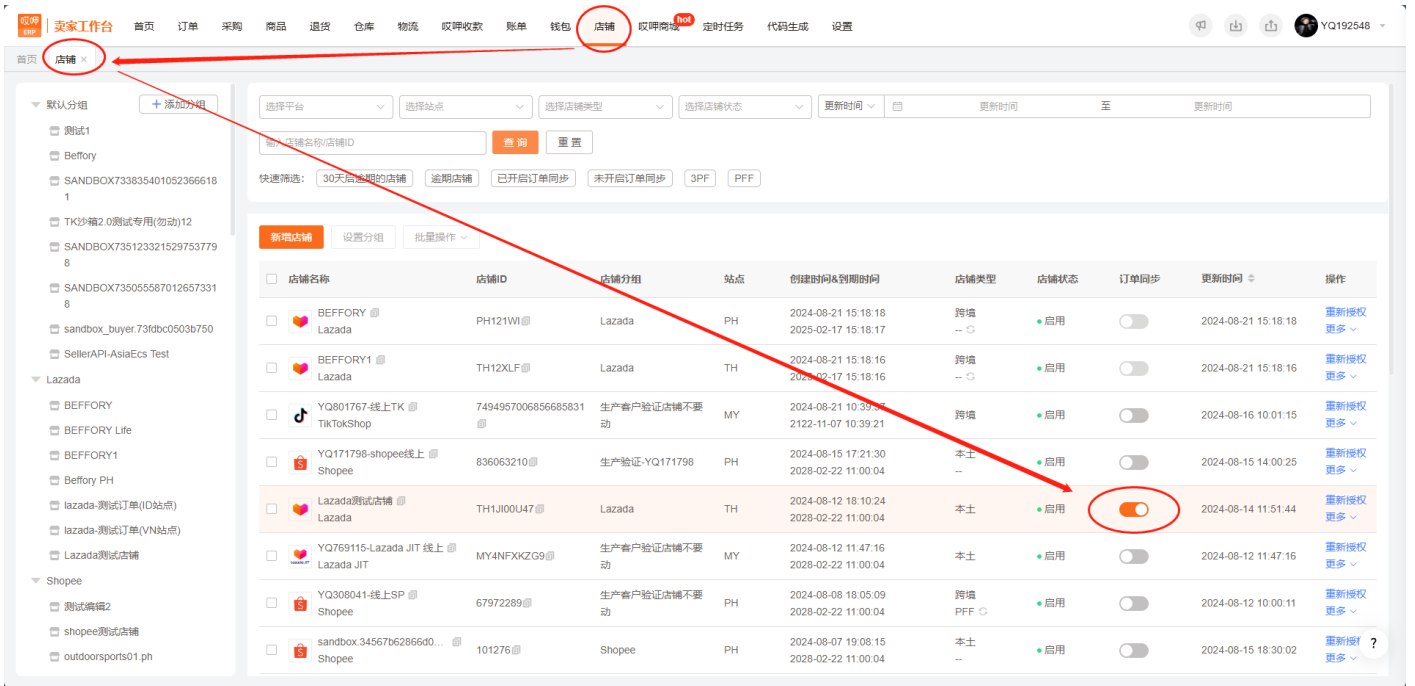 哎呷
ERP
卖家工作台 首页 订单 采购 商品 退货 仓库 物流 哎呷收款 账单 钱包 店铺 哎呷商城 hot 定时任务 代码生成 设置 YQ192548
首页 店铺 ×
默认分组 + 添加分组
测试1
Beffory
SANDBOX733835401052366618
1
TK沙箱2.0测试专用(勿动)12
SANDBOX735123321529753779
8
SANDBOX735055587012657331
8
sandbox_buyer.73fdbc0503b750
SellerAPI-AsiaEcs Test
Lazada
BEFFORY
BEFFORY Life
BEFFORY1
Beffory PH
lazada-测试订单(ID站点)
lazada-测试订单(VN站点)
Lazada测试店铺
Shopee
测试编辑2
shopee测试店铺
outdoorsports01.ph
选择平台 选择站点 选择店铺类型 选择店铺状态 更新时间 更新时间 至 更新时间
输入店铺名称/店铺ID 查 询 重 置
快速筛选： 30天后逾期的店铺 逾期店铺 已开启订单同步 未开启订单同步 3PF PFF
新增店铺 设置分组 批量操作
店铺名称 店铺ID 店铺分组 站点 创建时间&到期时间 店铺类型 店铺状态 订单同步 更新时间 操作
BEFFORY 2024-08-21 15:18:18 跨境 重新授权
PH121WI Lazada PH 启用 2024-08-21 15:18:18
Lazada 2025-02-17 15:18:17 -- 更多
BEFFORY1 2024-08-21 15:18:16 跨境 重新授权
TH12XLF Lazada TH 启用 2024-08-21 15:18:16
Lazada 2025-02-17 15:18:16 -- 更多
YQ801767-线上TK 7494957006856685831 生产客户验证店铺不要 2024-08-21 10:39:37 重新授权
MY 跨境 启用 2024-08-16 10:01:15
TikTokShop 动 2122-11-07 10:39:21 更多
YQ171798-shopee线上 2024-08-15 17:21:30 本土 重新授权
836063210 生产验证-YQ171798 PH 启用 2024-08-15 14:00:25
Shopee 2028-02-22 11:00:04 -- 更多
Lazada测试店铺 2024-08-12 18:10:24 重新授权
TH1JI00U47 Lazada TH 本土 启用 2024-08-14 11:51:44
Lazada 2028-02-22 11:00:04 更多
YQ769115-Lazada JIT 线上 生产客户验证店铺不要 2024-08-12 11:47:16 重新授权
MY4NFXKZG9 MY 本土 启用 2024-08-12 11:47:16
Lazada JIT 动 2028-02-22 11:00:04 更多
YQ308041-线上SP 生产客户验证店铺不要 2024-08-08 18:05:09 跨境 重新授权
67972289 PH 启用 2024-08-12 10:00:11
Shopee 动 2028-02-22 11:00:04 PFF 更多
sandbox.34567b62866d0... 2024-08-07 19:08:15 本土 重新授
101276 Shopee PH 启用 2024-08-15 18:30:02 ?
Shopee 2028-02-22 11:00:04 -- 更多